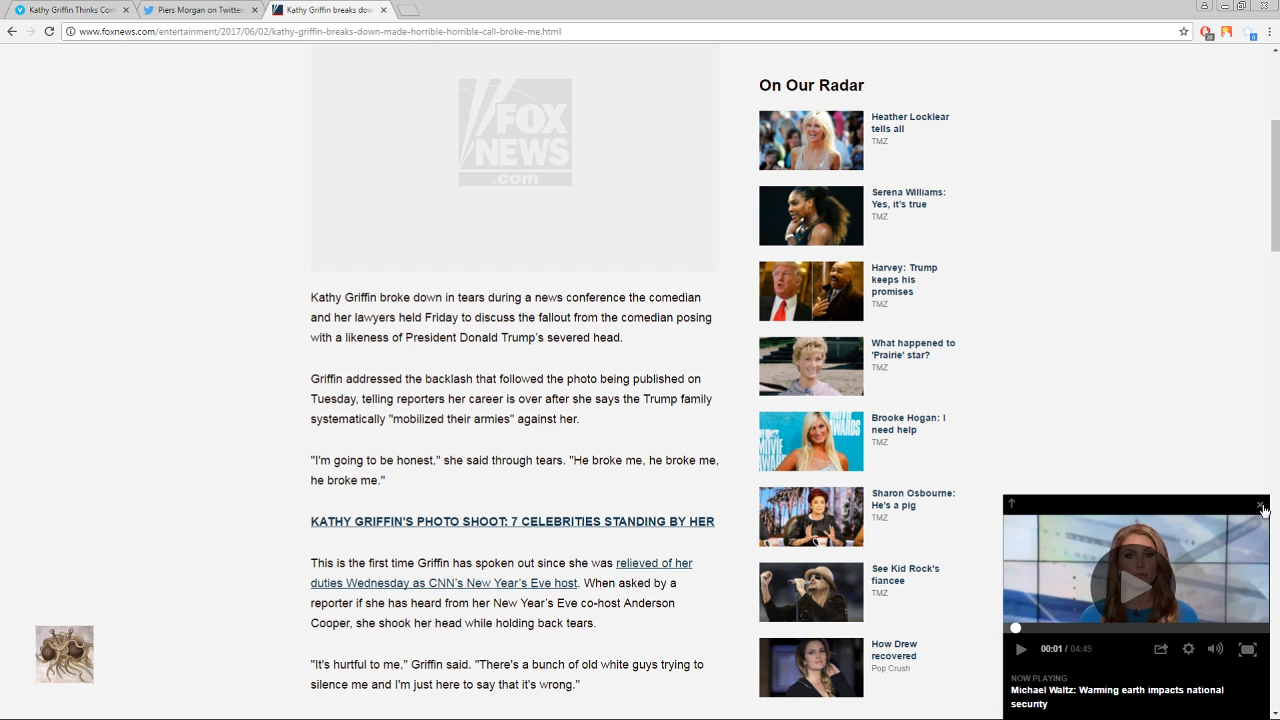 Kathy Griffin Thinks Com
Piers Morgan on Twitter:
Kathy Griffin breaks dow
www.foxnews.com/entertainment/2017/06/02/kathy-griffin-breaks-down-made-horrible-horrible-call-broke-me.html
FOX
NEWS
.com
Kathy Griffin broke down in tears during a news conference the comedian
and her lawyers held Friday to discuss the fallout from the comedian posing
with a likeness of President Donald Trump's severed head.
Griffin addressed the backlash that followed the photo being published on
Tuesday, telling reporters her career is over after she says the Trump family
systematically "mobilized their armies" against her.
"I'm going to be honest," she said through tears. "He broke me, he broke me,
he broke me."
KATHY GRIFFIN'S PHOTO SHOOT: 7 CELEBRITIES STANDING BY HER
This is the first time Griffin has spoken out since she was relieved of her
duties Wednesday as CNN's New Year's Eve host. When asked by a
reporter if she has heard from her New Year's Eve co-host Anderson
Cooper, she shook her head while holding back tears.
"It's hurtful to me," Griffin said. "There's a bunch of old white guys trying to
silence me and I'm just here to say that it's wrong."
On Our Radar
Heather Locklear
tells all
TMZ
Serena Williams:
Yes, it's true
TMZ
Harvey: Trump
keeps his
promises
TMZ
What happened to
'Prairie' star?
TMZ
Brooke Hogan: I
need help
TMZ
Sharon Osbourne:
He's a pig
TMZ
See Kid Rock's
fiancee
TMZ
How Drew
recovered
Pop Crush
00:01 / 04:49
NOW PLAYING
Michael Waltz: Warming earth impacts national
security